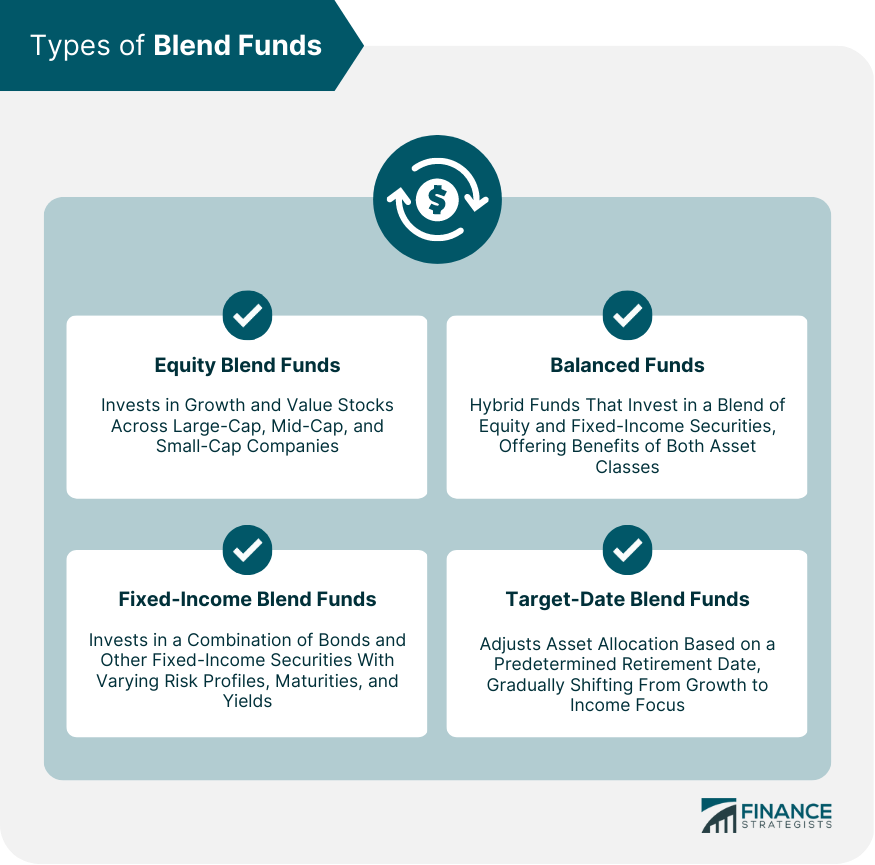 Types of Blend Funds
$
Equity Blend Funds
Invests in Growth and Value Stocks
Across Large-Cap, Mid-Cap, and
Small-Cap Companies
Balanced Funds
Hybrid Funds That Invest in a Blend of
Equity and Fixed-Income Securities,
Offering Benefits of Both Asset
Classes
Fixed-Income Blend Funds
Invests in a Combination of Bonds and
Other Fixed-Income Securities With
Varying Risk Profiles, Maturities, and
Yields
Target-Date Blend Funds
Adjusts Asset Allocation Based on a
Predetermined Retirement Date,
Gradually Shifting From Growth to
Income Focus
FINANCE
STRATEGISTS